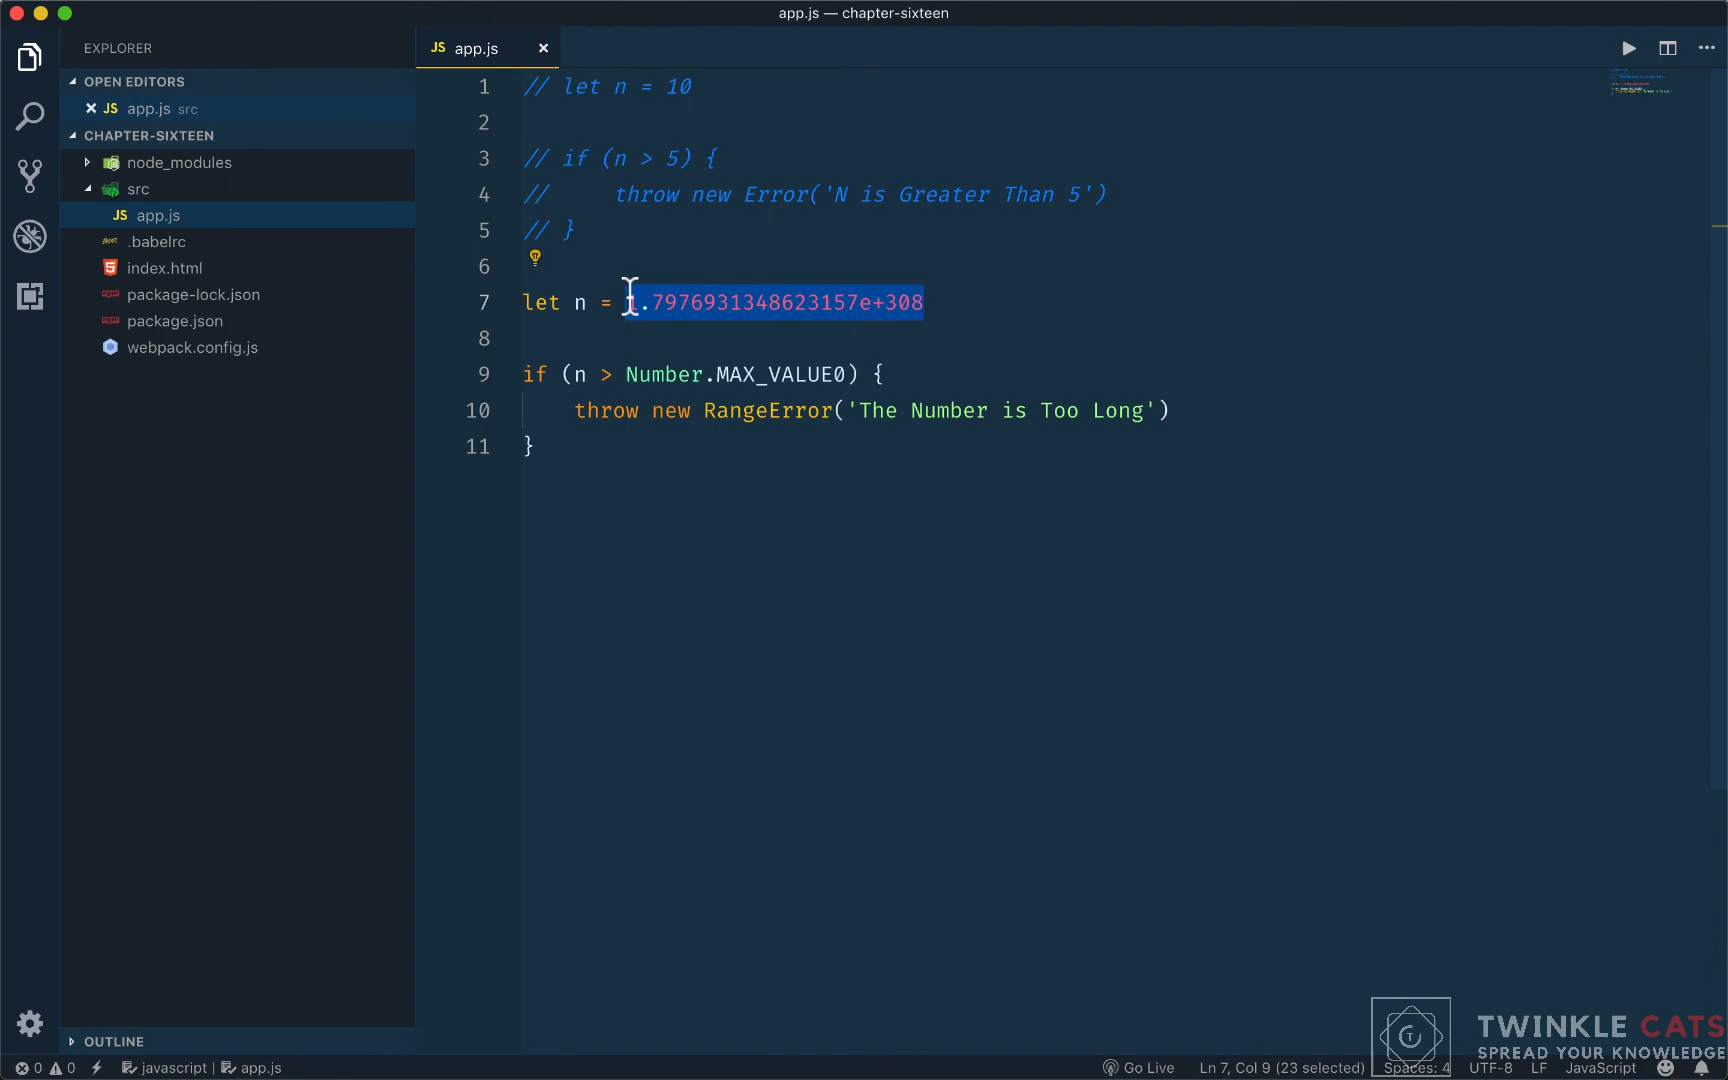 app.js — chapter-sixteen
EXPLORER
OPEN EDITORS
JS app.js src
CHAPTER-SIXTEEN
node_modules
src
JS app.js
.babelrc
index.html
package-lock.json
package.json
webpack.config.js
OUTLINE
JS app.js
1 // let n = 10
2
3 // if (n > 5) {
4 //     throw new Error('N is Greater Than 5')
5 // }
6
7 let n = 1.7976931348623157e+308
8
9 if (n > Number.MAX_VALUE0) {
10     throw new RangeError('The Number is Too Long')
11 }
TWINKLE CATS
SPREAD YOUR KNOWLEDGE
0 0 javascript | app.js
Go Live Ln 7, Col 9 (23 selected) Spaces: 4 UTF-8 LF JavaScript